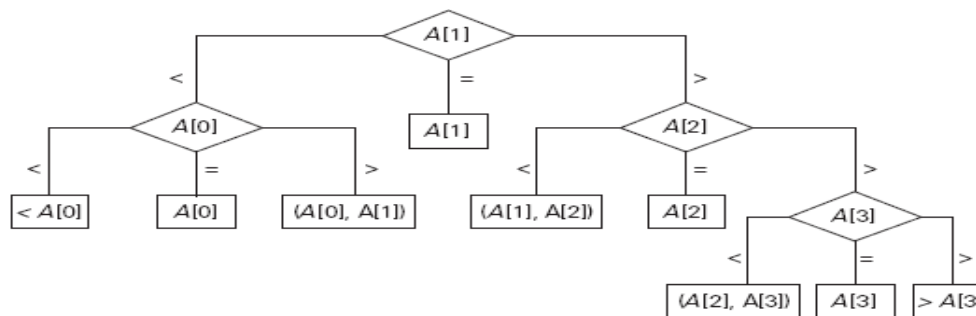 A[1]
< = >
A[0] A[1] A[2]
< = > < = >
< A[0] A[0] (A[0], A[1]) (A[1], A[2]) A[2] A[3]
< = >
(A[2], A[3]) A[3] > A[3